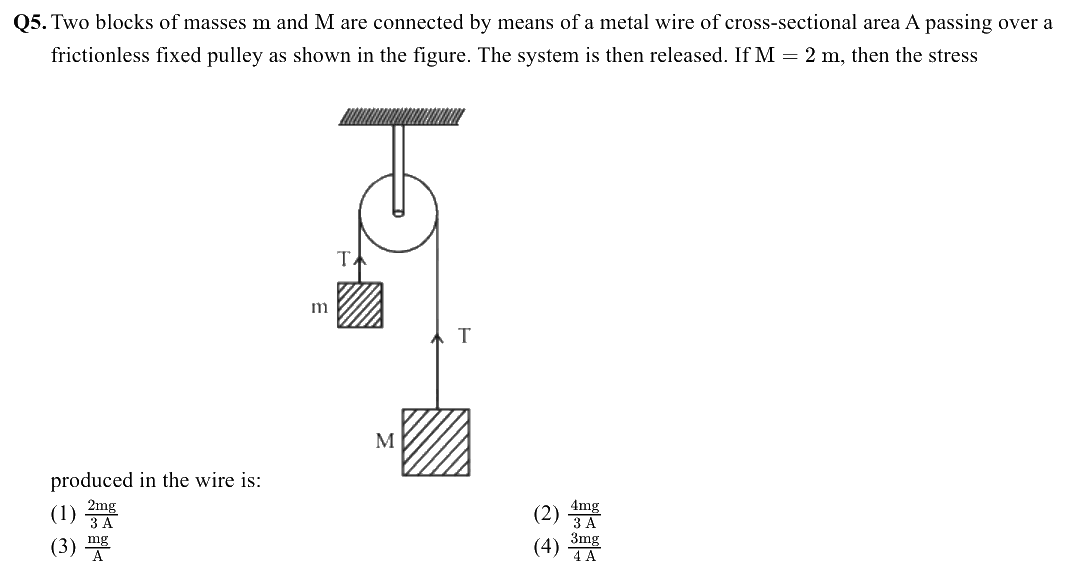 Q5. Two blocks of masses m and M are connected by means of a metal wire of cross-sectional area A passing over a
frictionless fixed pulley as shown in the figure. The system is then released. If M = 2 m, then the stress
T
m
T
M
produced in the wire is:
(1) 2mg/3 A (2) 4mg/3 A
(3) mg/A (4) 3mg/4 A